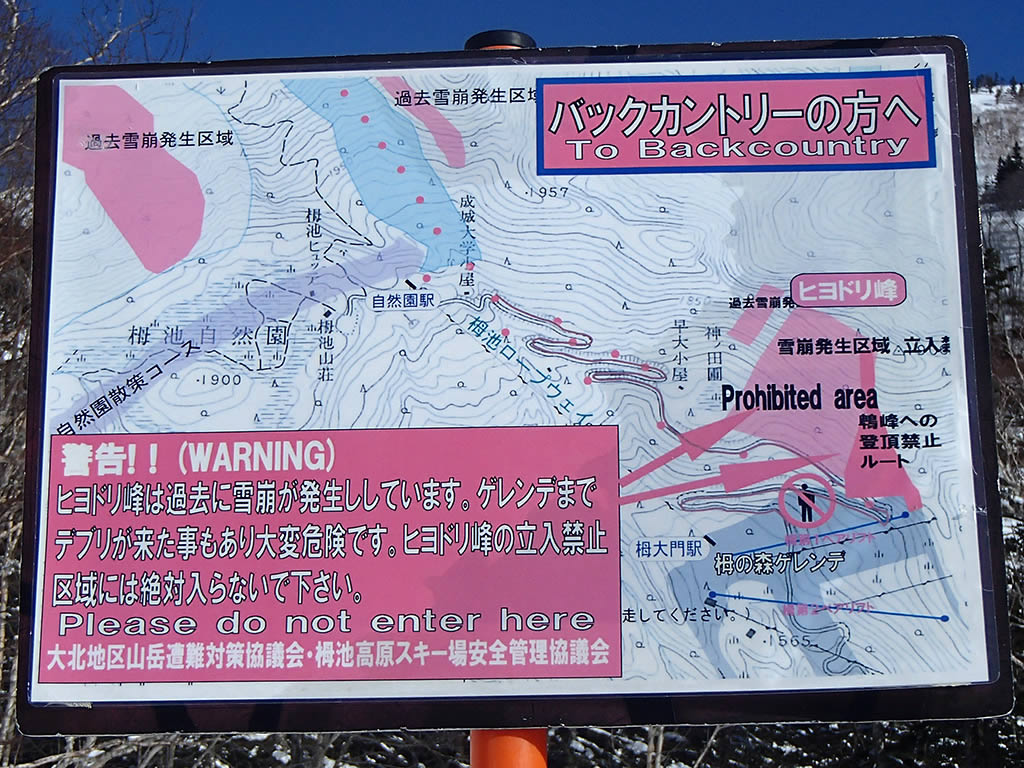 過去雪崩発生区域
過去雪崩発生区域
バックカントリーの方へ
To Backcountry
・1957
成城大学小屋
栂池ヒュッテ
自然園駅
栂池自然園
栂池山荘
・1900
自然園散策コース
栂池ロープウェイ
1850
過去雪崩発
ヒヨドリ峰
早大小屋
神ノ田圃
雪崩発生区域 立入
Prohibited area
鵯峰への
登頂禁止
ルート
警告!!(WARNING)
ヒヨドリ峰は過去に雪崩が発生ししています。ゲレンデまで
デブリが来た事もあり大変危険です。ヒヨドリ峰の立入禁止
区域には絶対入らないで下さい。
Please do not enter here
大北地区山岳遭難対策協議会・栂池高原スキー場安全管理協議会
栂大門駅
栂の森ゲレンデ
走してください。)
・1565